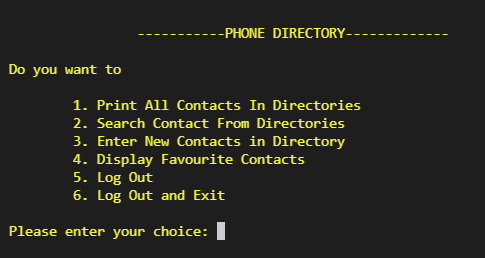 -----------PHONE DIRECTORY-------------
Do you want to
1. Print All Contacts In Directories
2. Search Contact From Directories
3. Enter New Contacts in Directory
4. Display Favourite Contacts
5. Log Out
6. Log Out and Exit
Please enter your choice: